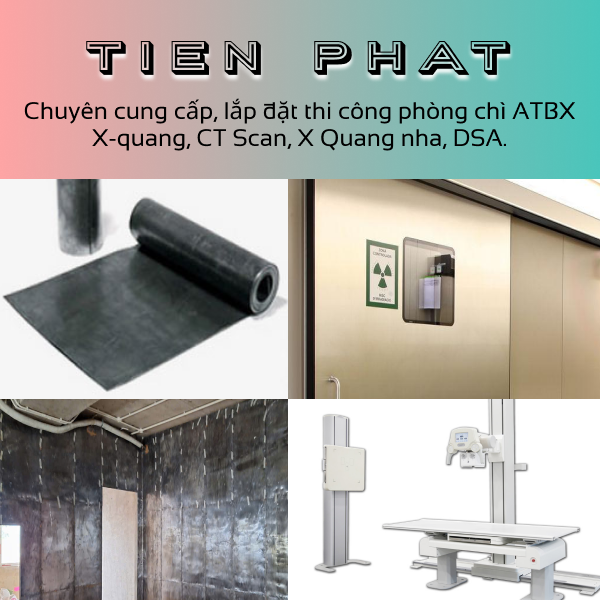 TIEN PHAT
Chuyên cung cấp, lắp đặt thi công phòng chì ATBX
X-quang, CT Scan, X Quang nha, DSA.